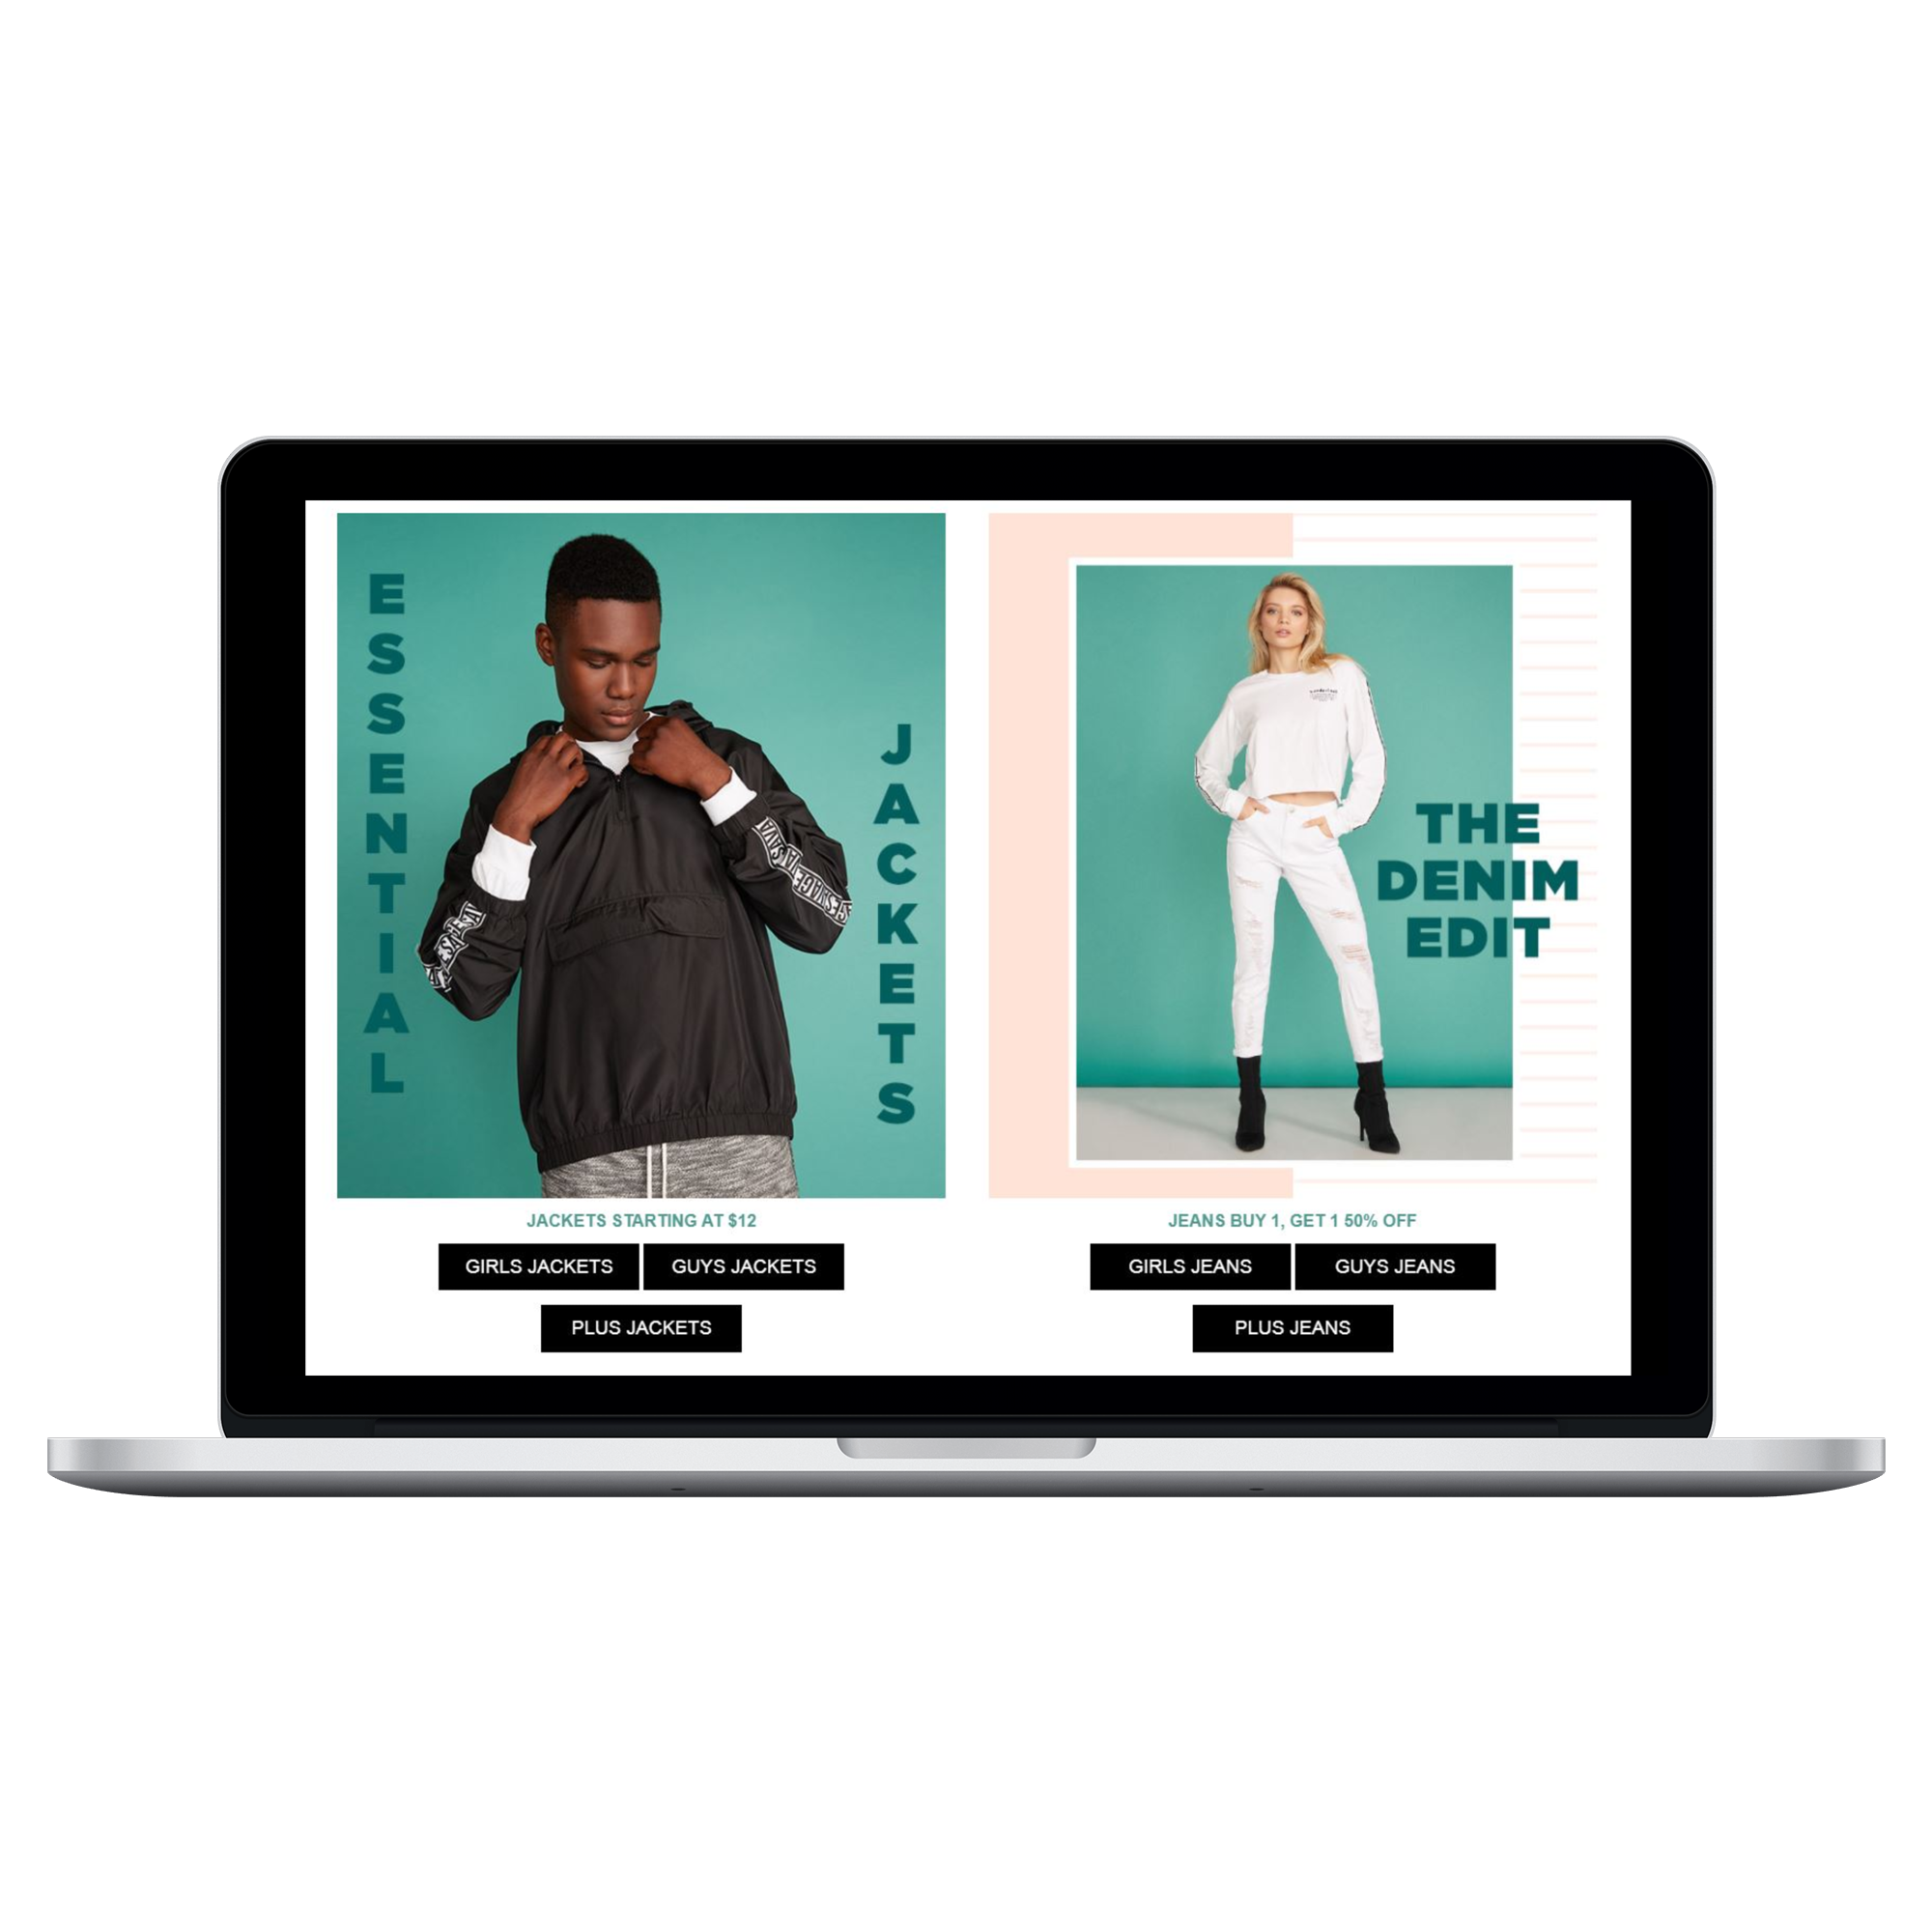 ESSENTIAL
JACKETS
JACKETS STARTING AT $12
GIRLS JACKETS
GUYS JACKETS
PLUS JACKETS
THE
DENIM
EDIT
JEANS BUY 1, GET 1 50% OFF
GIRLS JEANS
GUYS JEANS
PLUS JEANS